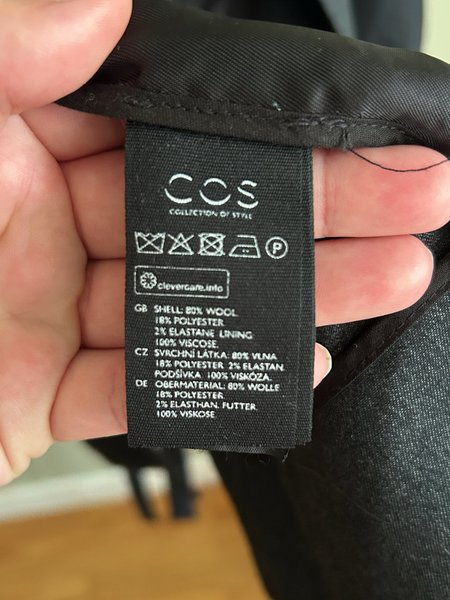 COS
COLLECTION OF STYLE
P
clevercare.info
GB SHELL: 80% WOOL
18% POLYESTER
2% ELASTANE LINING
100% VISCOSE.
CZ SVRCHNÍ LÁTKA: 80% VLNA
18% POLYESTER 2% ELASTAN.
PODŠÍVKA 100% VISKÓZA.
DE OBERMATERIAL: 80% WOLLE
18% POLYESTER.
2% ELASTHAN. FUTTER.
100% VISKOSE.